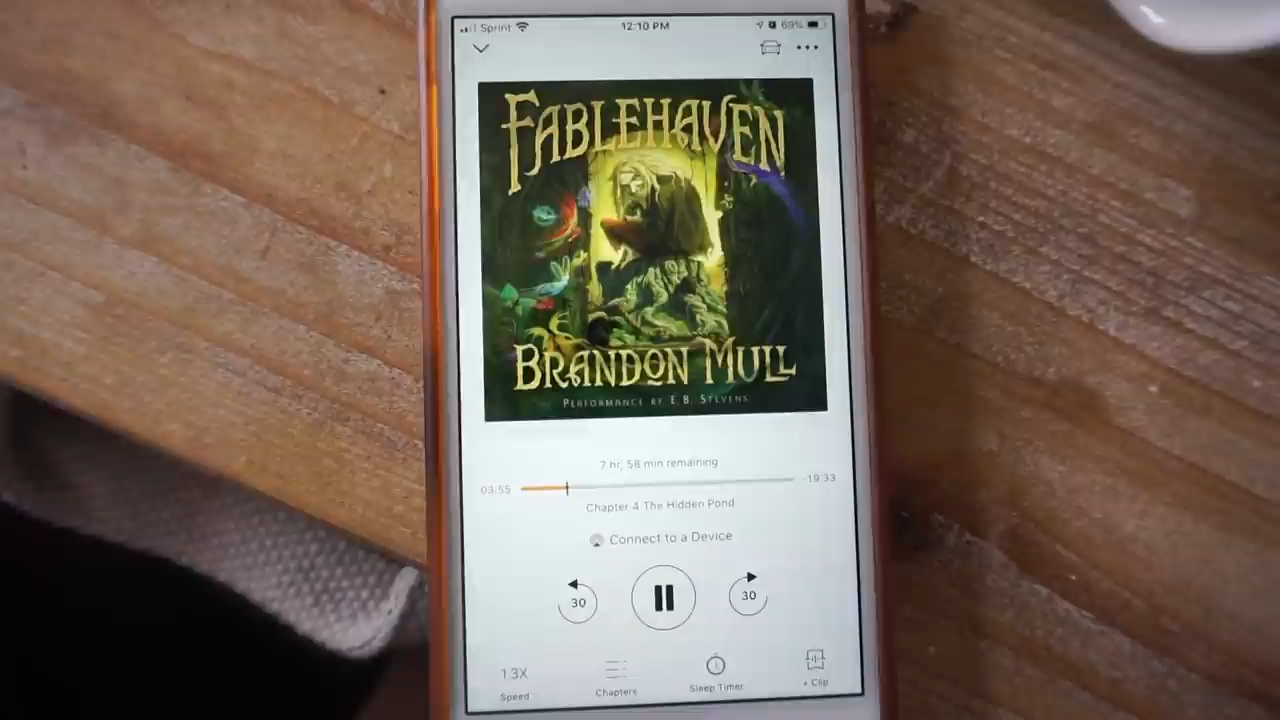 Sprint 12:10 PM 69%
FABLEHAVEN
BRANDON MULL
PERFORMANCE BY E.B. STEVENS
7 hr, 58 min remaining
03:55 -19:33
Chapter 4 The Hidden Pond
Connect to a Device
30 30
1.3X
Speed Chapters Sleep Timer + Clip